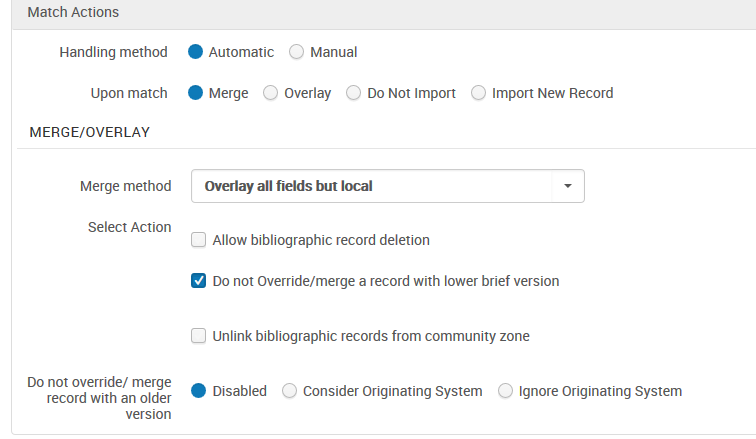 Match Actions
Handling method Automatic Manual
Upon match Merge Overlay Do Not Import Import New Record
MERGE/OVERLAY
Merge method Overlay all fields but local
Select Action
Allow bibliographic record deletion
Do not Override/merge a record with lower brief version
Unlink bibliographic records from community zone
Do not override/ merge
record with an older Disabled Consider Originating System Ignore Originating System
version